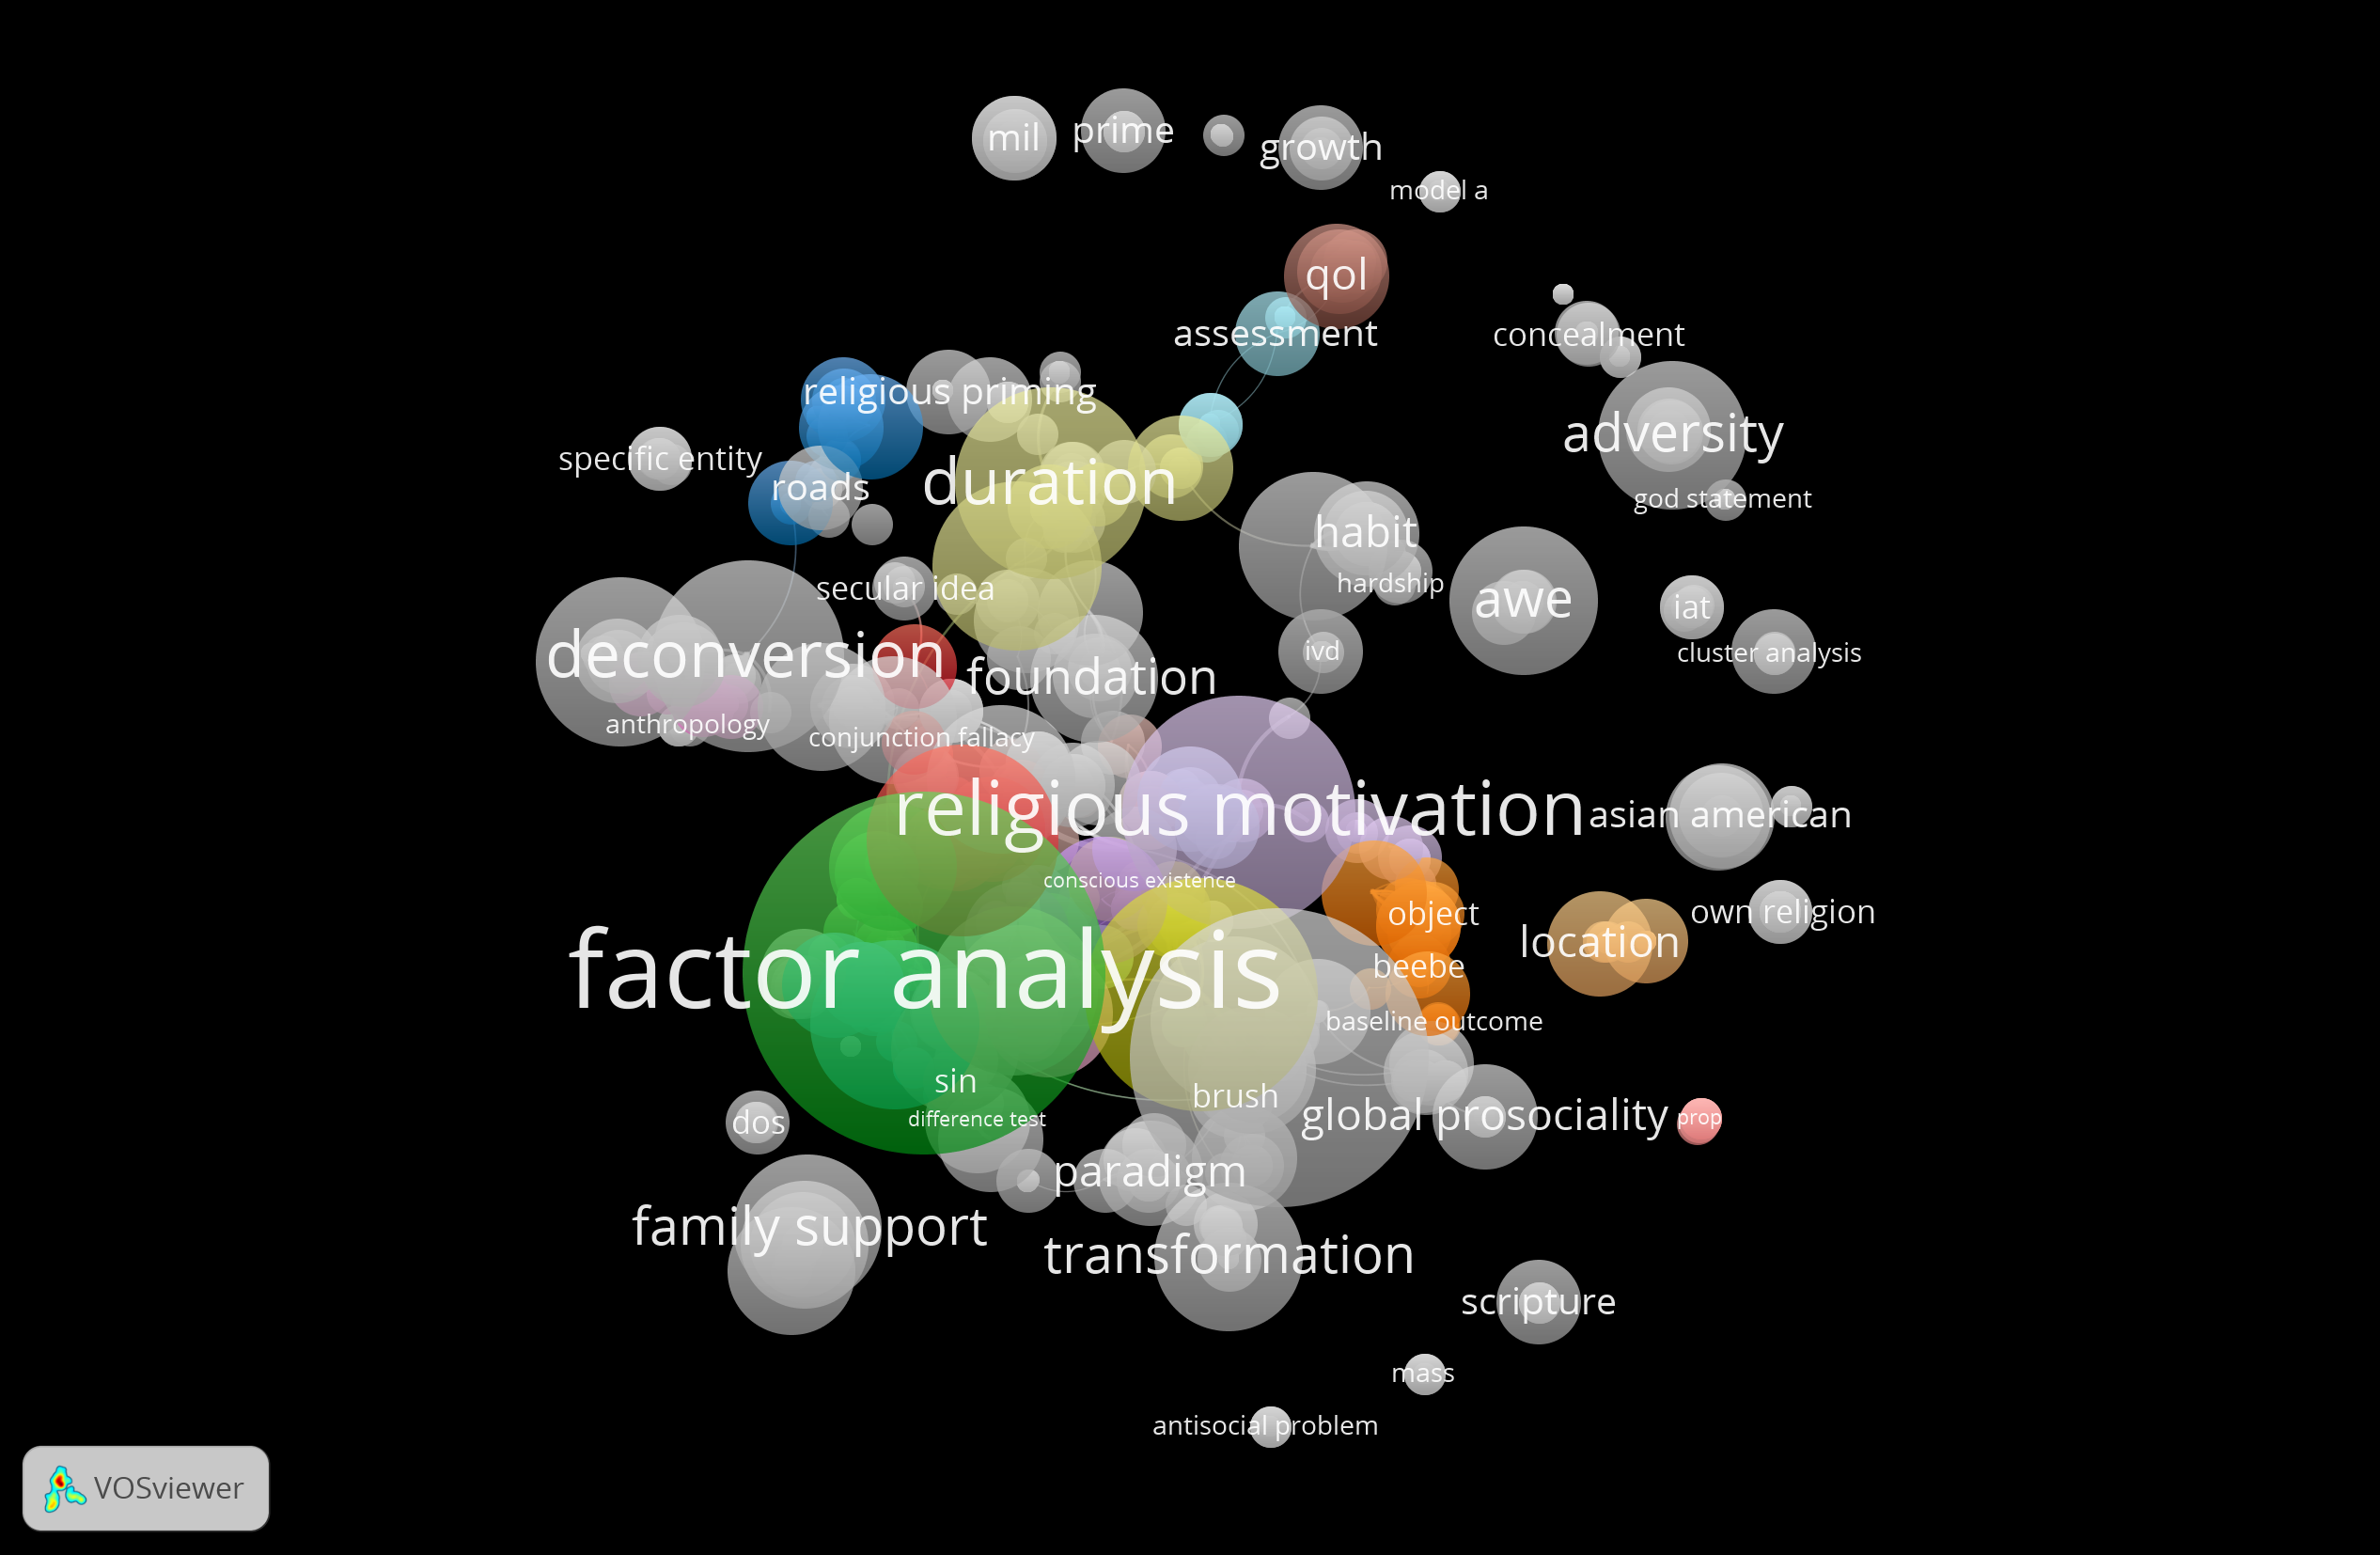 mil
prime
growth
model a
qol
assessment
concealment
religious priming
adversity
specific entity
roads
duration
god statement
habit
hardship
secular idea
awe
iat
deconversion
foundation
ivd
cluster analysis
anthropology
conjunction fallacy
religious motivation
asian american
conscious existence
object
own religion
location
factor analysis
beebe
baseline outcome
sin
brush
difference test
dos
global prosociality
prop
paradigm
family support
transformation
scripture
mass
antisocial problem
VOSviewer